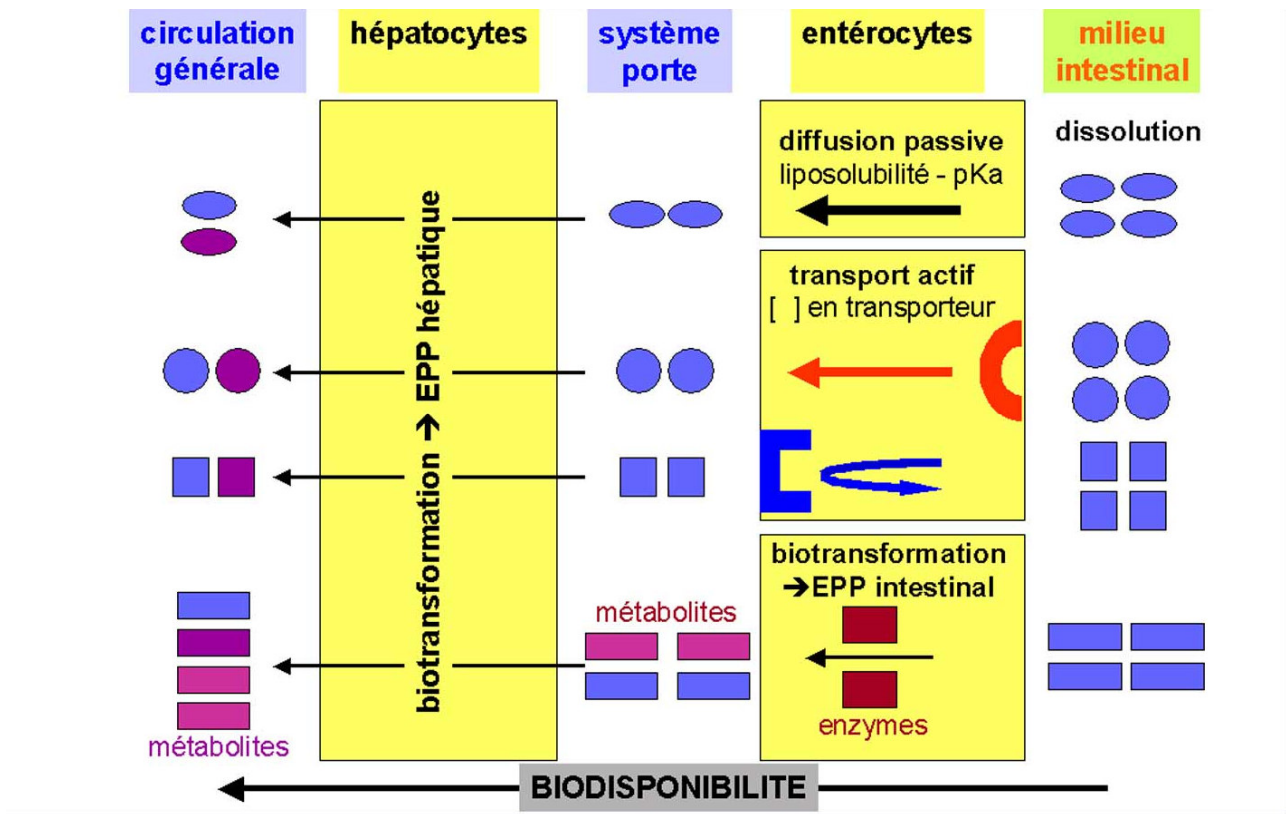 circulation
générale
hépatocytes
système
porte
entérocytes
milieu
intestinal
biotransformation ➔ EPP hépatique
diffusion passive
liposolubilité - pKa
dissolution
transport actif
[ ] en transporteur
biotransformation
➔EPP intestinal
métabolites
enzymes
métabolites
BIODISPONIBILITE